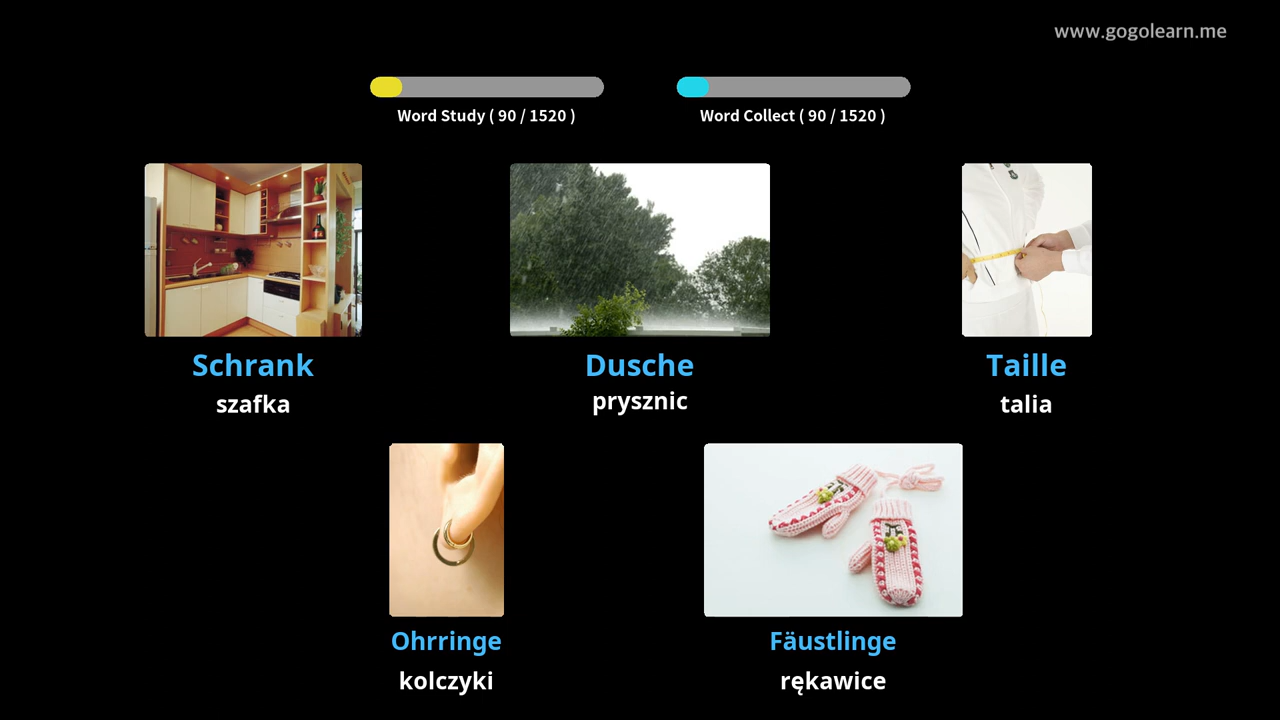 www.gogolearn.me
Word Study ( 90 / 1520 )
Word Collect ( 90 / 1520 )
Schrank
szafka
Dusche
prysznic
Taille
talia
Ohrringe
kolczyki
Fäustlinge
rękawice